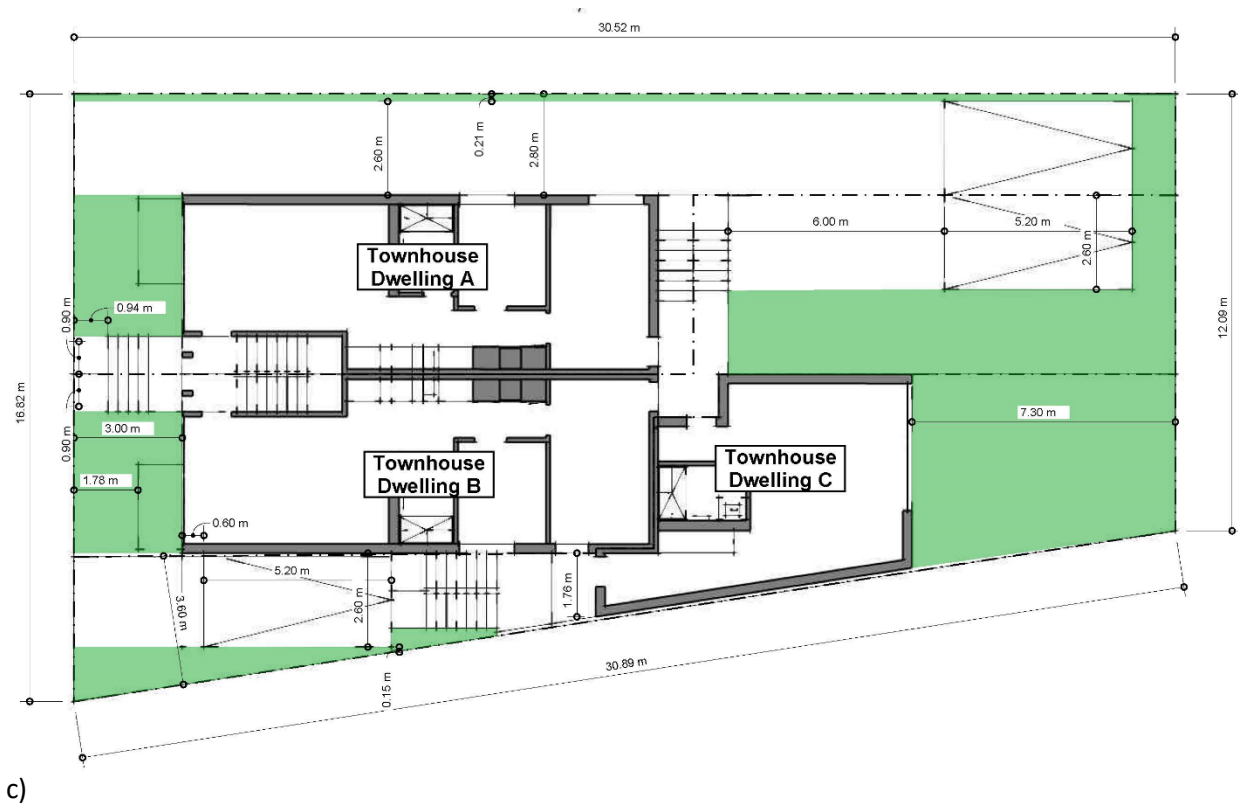 30.52 m
2.60 m
0.21 m
2.80 m
6.00 m
5.20 m
2.60 m
12.09 m
Townhouse
Dwelling A
0.90 m
0.94 m
16.82 m
0.90 m
3.00 m
7.30 m
1.78 m
Townhouse
Dwelling B
Townhouse
Dwelling C
0.60 m
5.20 m
3.60 m
2.60 m
1.76 m
0.15 m
30.89 m
c)